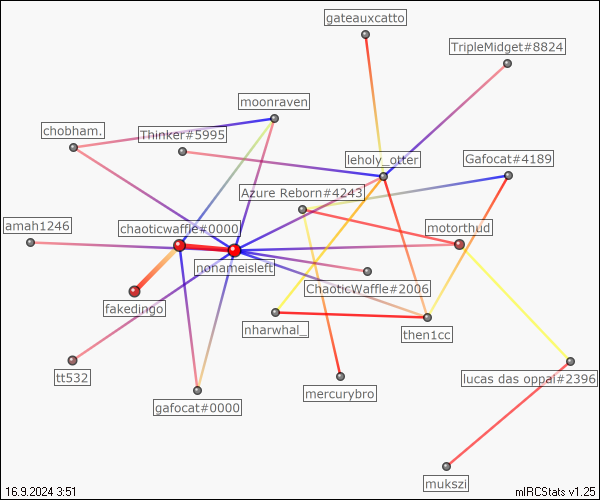 gateauxcatto
TripleMidget#8824
moonraven
chobham.
Thinker#5995
leholy_otter
Gafocat#4189
Azure Reborn#4243
amah1246
chaoticwaffle#0000
motorthud
nonameisleft
ChaoticWaffle#2006
fakedingo
nharwhal_
then1cc
tt532
lucas das oppai#2396
mercurybro
gafocat#0000
mukszi
16.9.2024 3:51
mIRCStats v1.25